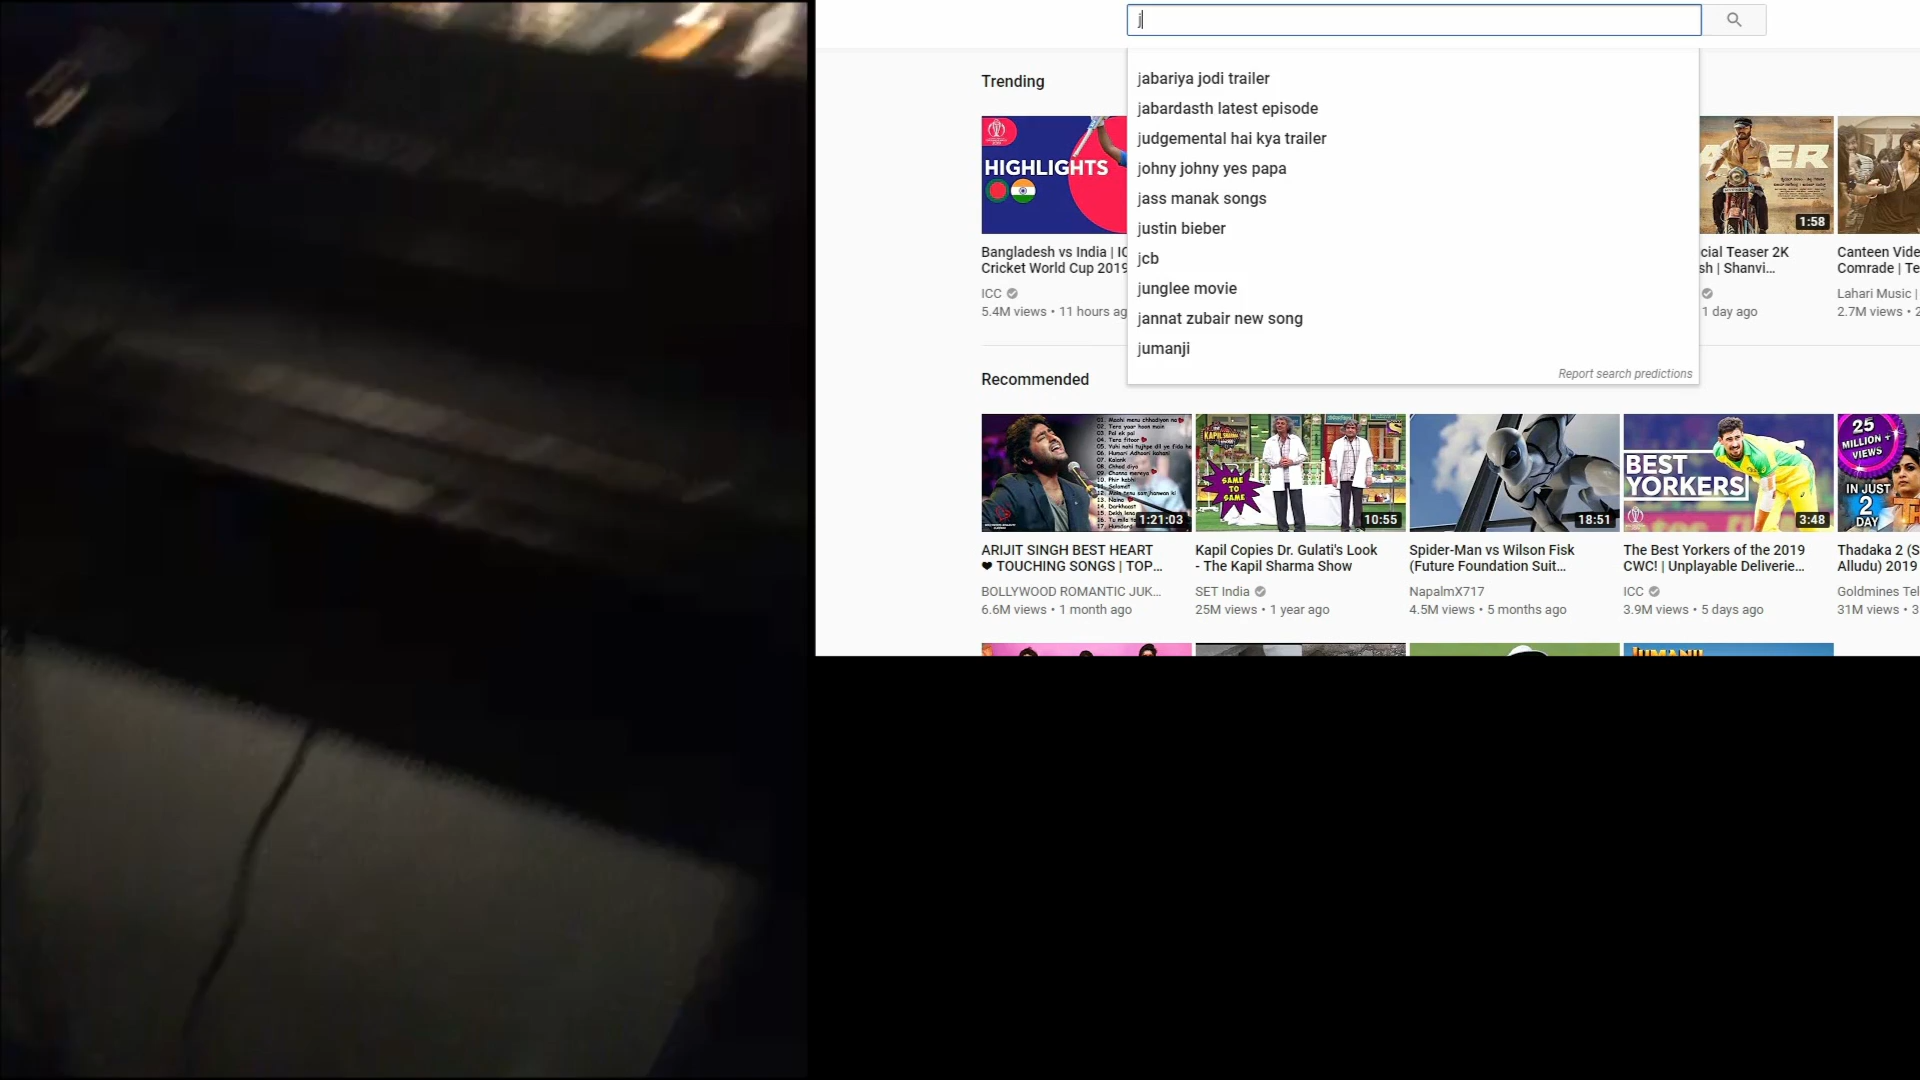 j
jabariya jodi trailer
jabardasth latest episode
judgemental hai kya trailer
johny johny yes papa
jass manak songs
justin bieber
jcb
junglee movie
jannat zubair new song
jumanji
Report search predictions
Trending
HIGHLIGHTS
Bangladesh vs India | IC
Cricket World Cup 2019
ICC
5.4M views • 11 hours ag
1:58
cial Teaser 2K
sh | Shanvi...
1 day ago
Canteen Vide
Comrade | Te
Lahari Music |
2.7M views • 2
Recommended
1:21:03
ARIJIT SINGH BEST HEART
❤ TOUCHING SONGS | TOP...
BOLLYWOOD ROMANTIC JUK...
6.6M views • 1 month ago
KAPIL SHARMA
SAME
TO
SAME
10:55
Kapil Copies Dr. Gulati's Look
- The Kapil Sharma Show
SET India
25M views • 1 year ago
18:51
Spider-Man vs Wilson Fisk
(Future Foundation Suit...
NapalmX717
4.5M views • 5 months ago
BEST
YORKERS
3:48
The Best Yorkers of the 2019
CWC! | Unplayable Deliverie...
ICC
3.9M views • 5 days ago
25
MILLION +
VIEWS
IN JUST
2
DAY
Thadaka 2 (S
Alludu) 2019
Goldmines Tel
31M views • 3
JUMANJI